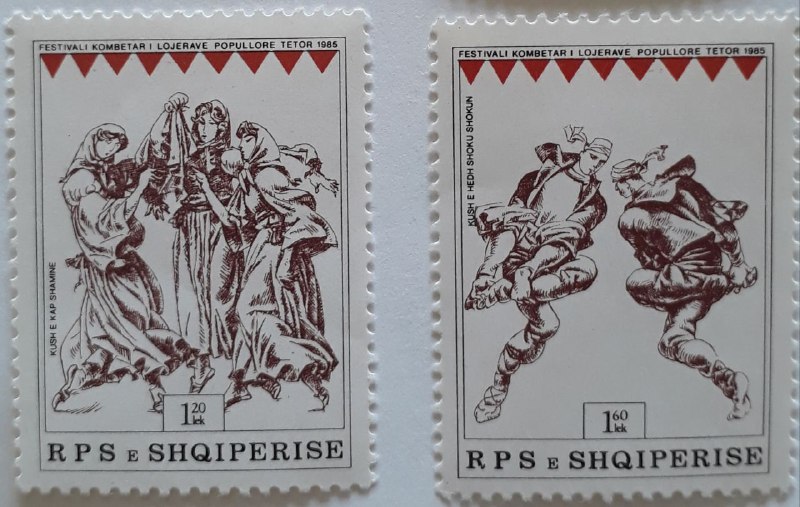 FESTIVALI KOMBETAR I LOJERAVE POPULLORE TETOR 1985
KUSH E KAP SHAMINE
1 20 lek
RPS E SHQIPERISE
FESTIVALI KOMBETAR I LOJERAVE POPULLORE TETOR 1985
KUSH E HEDH SHOKU SHOKUN
1 60 lek
RPS E SHQIPERISE